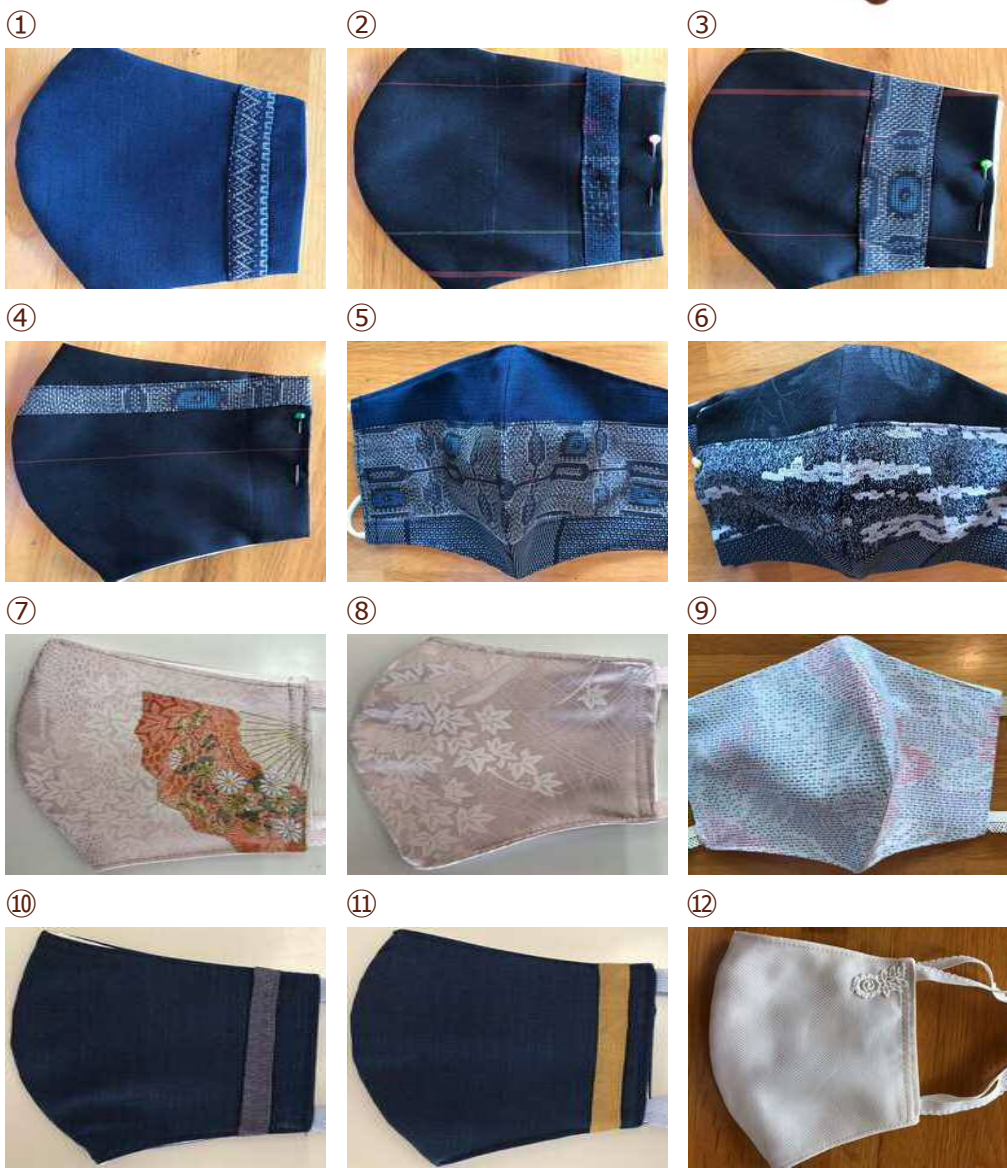 ① ② ③
④ ⑤ ⑥
⑦ ⑧ ⑨
⑩ ⑪ ⑫